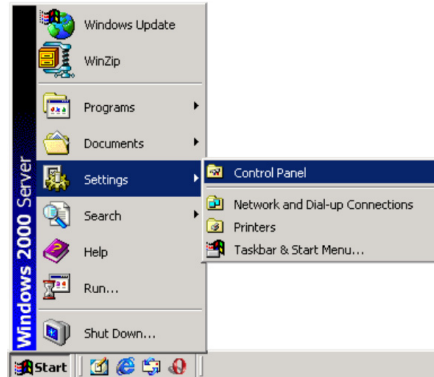 Windows Update
WinZip
Programs
Documents
Settings
Search
Help
Run...
Shut Down...
Windows 2000 Server
Control Panel
Network and Dial-up Connections
Printers
Taskbar & Start Menu...
Start